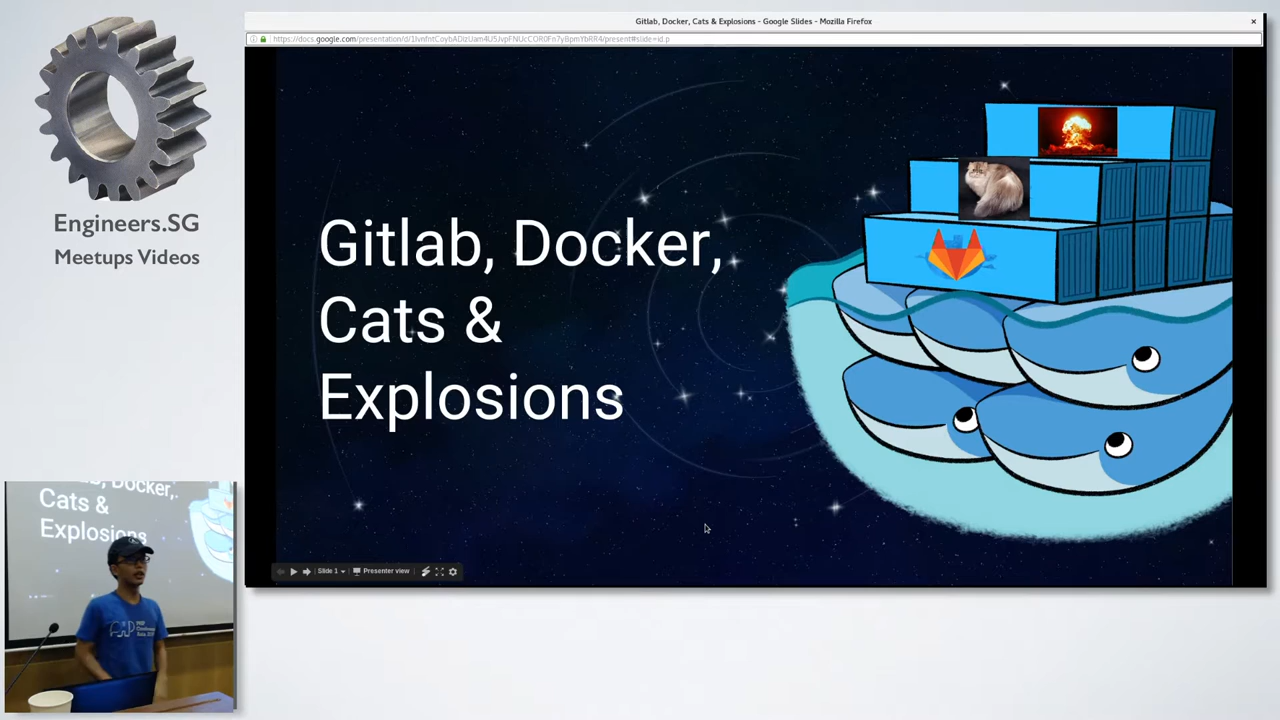 Gitlab, Docker, Cats & Explosions - Google Slides - Mozilla Firefox
Engineers.SG
Meetups Videos
Gitlab, Docker,
Cats &
Explosions
Slide 1
Presenter view
Docker,
Cats &
Explosions